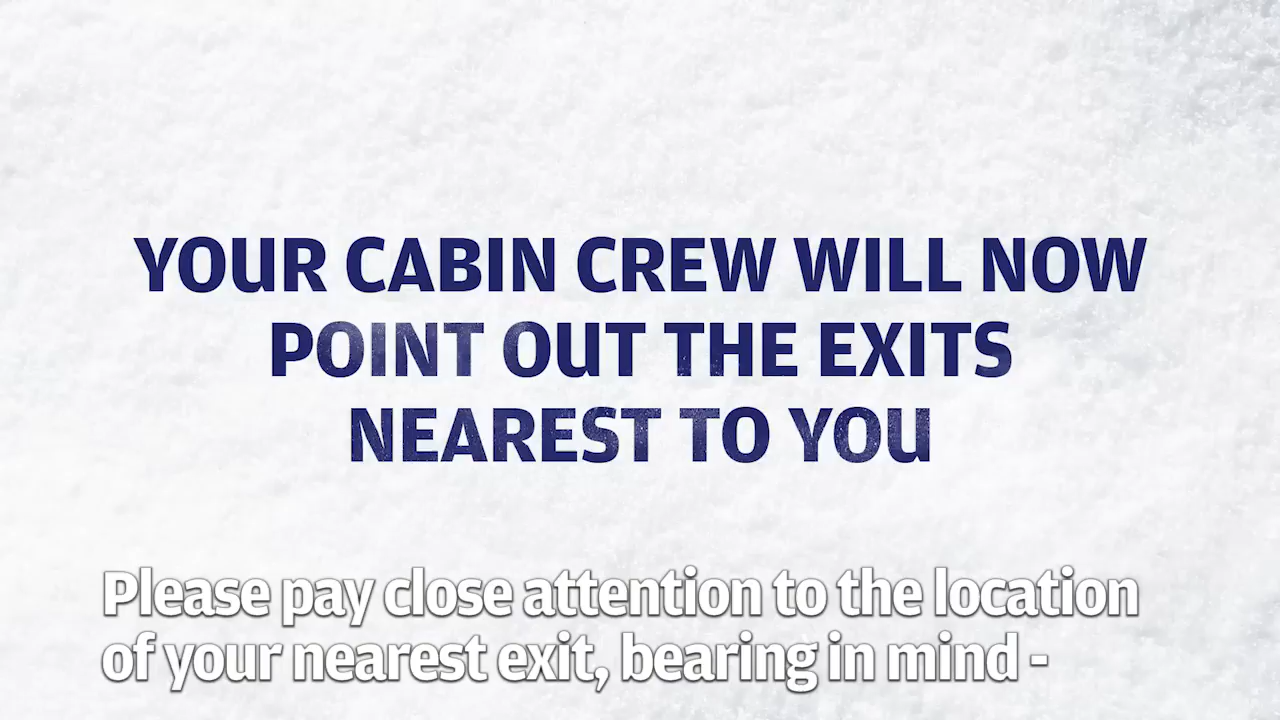 YOUR CABIN CREW WILL NOW
POINT OUT THE EXITS
NEAREST TO YOU
Please pay close attention to the location
of your nearest exit, bearing in mind -